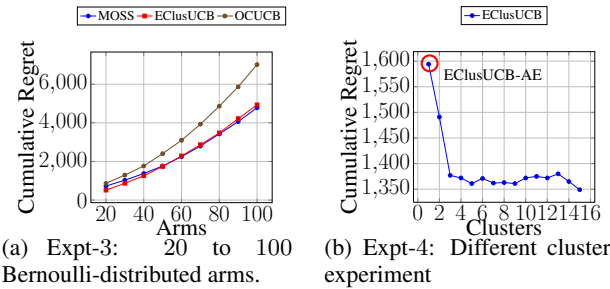 MOSS EClusUCB OCUCB
Cumulative Regret
6,000
4,000
2,000
0
20 40 60 80 100
Arms
(a) Expt-3: 20 to 100
Bernoulli-distributed arms.
EClusUCB
Cumulative Regret
1,600
1,550
1,500
1,450
1,400
1,350
EClusUCB-AE
0 2 4 6 8 10 12 14 16
Clusters
(b) Expt-4: Different cluster
experiment